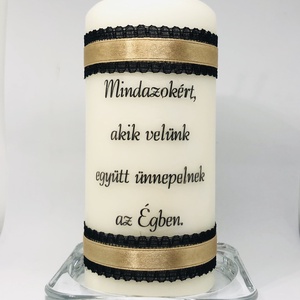 Mindazokért,
akik velünk
együtt ünnepelnek
az Égben.